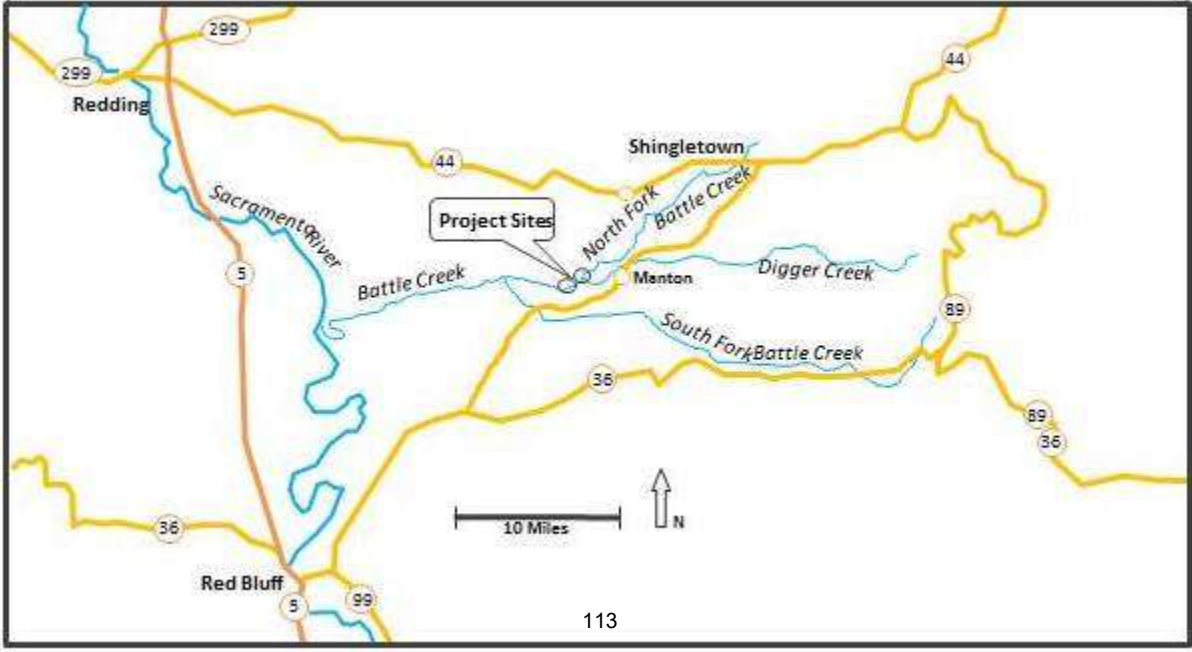 299
299
Redding
44
44
Shingletown
Sacramento
River
Project Sites
North Fork
Battle Creek
5
Battle Creek
Manton
Digger Creek
89
South Fork
Battle Creek
36
89
36
10 Miles
N
36
Red Bluff
5
99
113